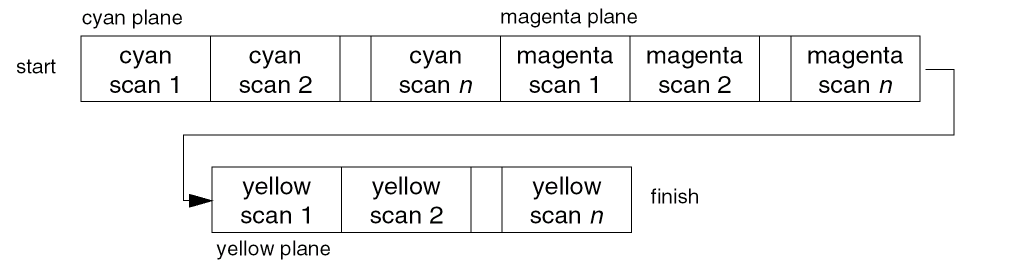 cyan plane
magenta plane
start
cyan scan 1
cyan scan 2
cyan scan n
magenta scan 1
magenta scan 2
magenta scan n
yellow scan 1
yellow scan 2
yellow scan n
finish
yellow plane